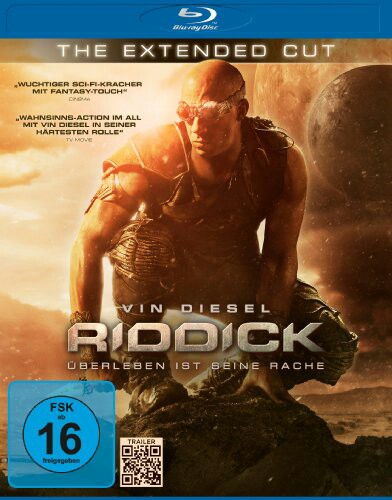 Blu-ray Disc
THE EXTENDED CUT
„WUCHTIGER SCI-FI-KRACHER
MIT FANTASY-TOUCH“
CINEMA
„WAHNSINNS-ACTION IM ALL
MIT VIN DIESEL IN SEINER
HÄRTESTEN ROLLE“
TV MOVIE
VIN DIESEL
RIDDICK
ÜBERLEBEN IST SEINE RACHE
FSK
ab
16
freigegeben
TRAILER